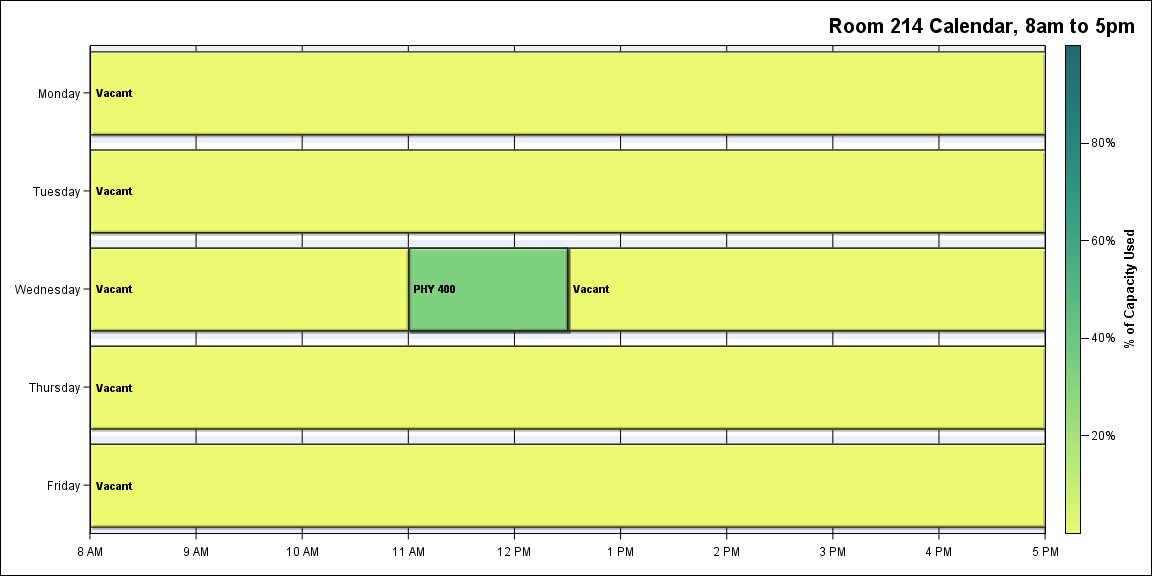 Room 214 Calendar, 8am to 5pm
Monday
Vacant
Tuesday
Vacant
Wednesday
Vacant
PHY 400
Vacant
Thursday
Vacant
Friday
Vacant
8 AM
9 AM
10 AM
11 AM
12 PM
1 PM
2 PM
3 PM
4 PM
5 PM
80%
60%
40%
20%
% of Capacity Used